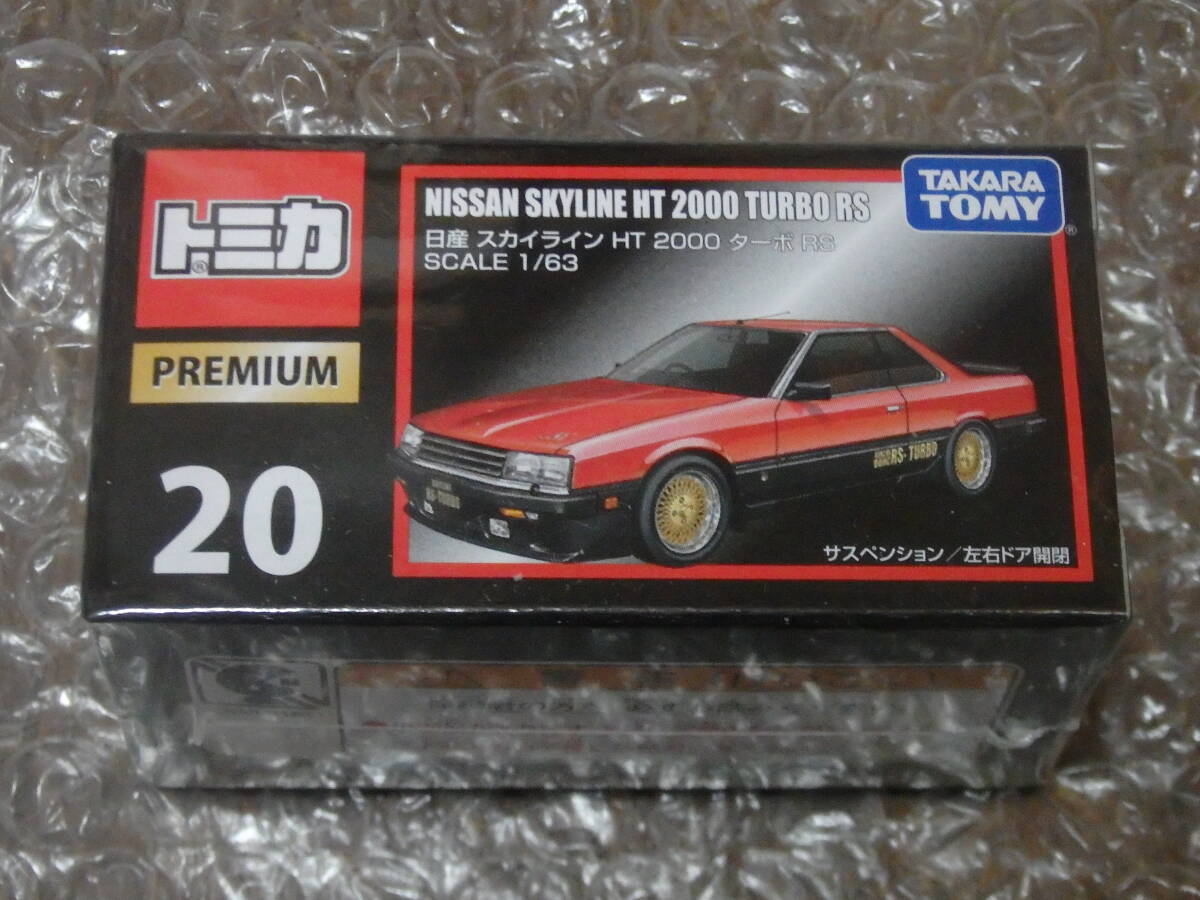 トミカ
®
PREMIUM
20
NISSAN SKYLINE HT 2000 TURBO RS
日産 スカイライン HT 2000 ターボ RS
SCALE 1/63
TAKARA
TOMY
®
RS-TURBO
RS-TURBO
サスペンション/左右ドア開閉